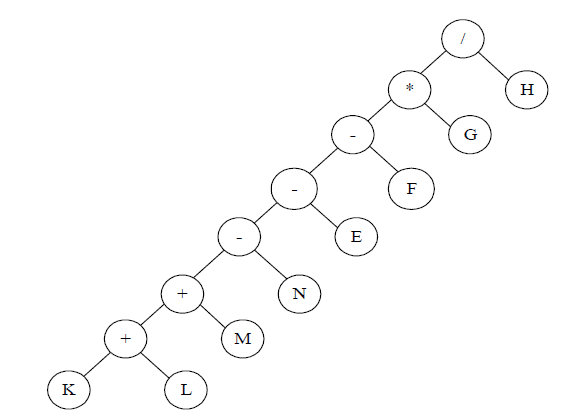 /
* H
- G
- F
- E
+ N
+ M
K L